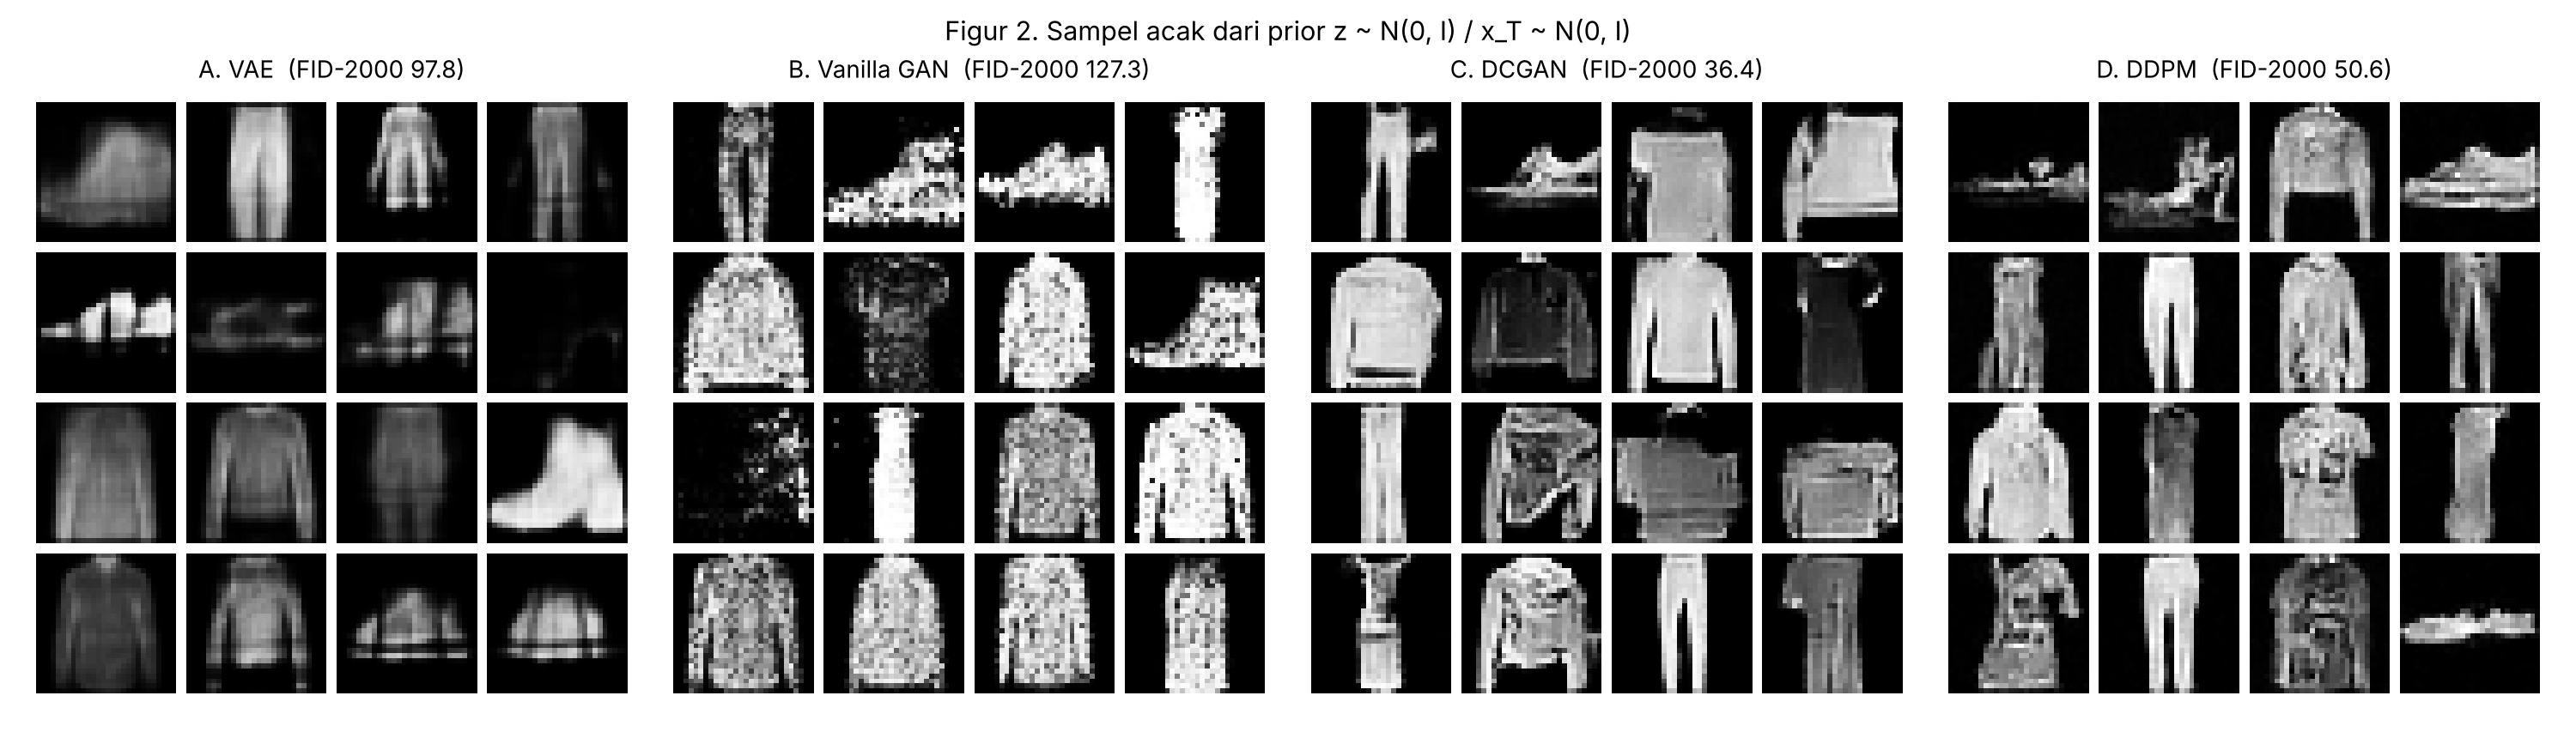 Figur 2. Sampel acak dari prior z ~ N(0, I) / x_T ~ N(0, I)
A. VAE (FID-2000 97.8)
B. Vanilla GAN (FID-2000 127.3)
C. DCGAN (FID-2000 36.4)
D. DDPM (FID-2000 50.6)